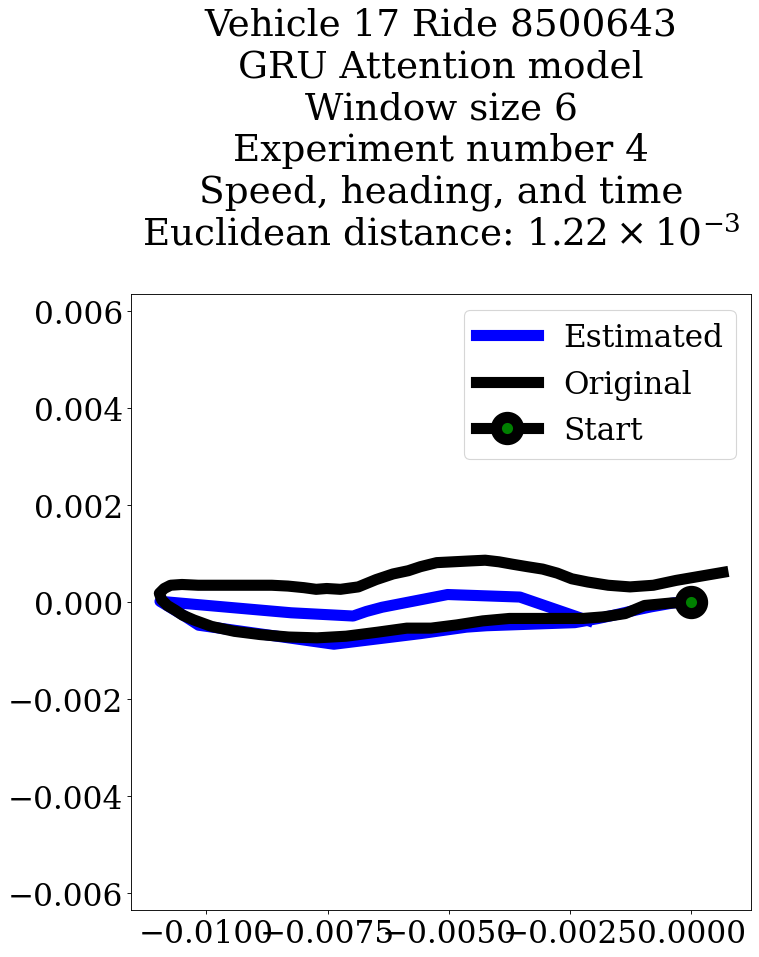 Vehicle 17 Ride 8500643
GRU Attention model
Window size 6
Experiment number 4
Speed, heading, and time
Euclidean distance: 1.22 × 10⁻³
Estimated
Original
Start
0.006
0.004
0.002
0.000
−0.002
−0.004
−0.006
−0.0100 −0.0075 −0.0050 −0.0025 0.0000